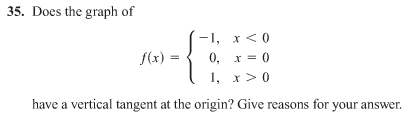 35. Does the graph of
f(x) = { -1, x < 0
0, x = 0
1, x > 0
have a vertical tangent at the origin? Give reasons for your answer.